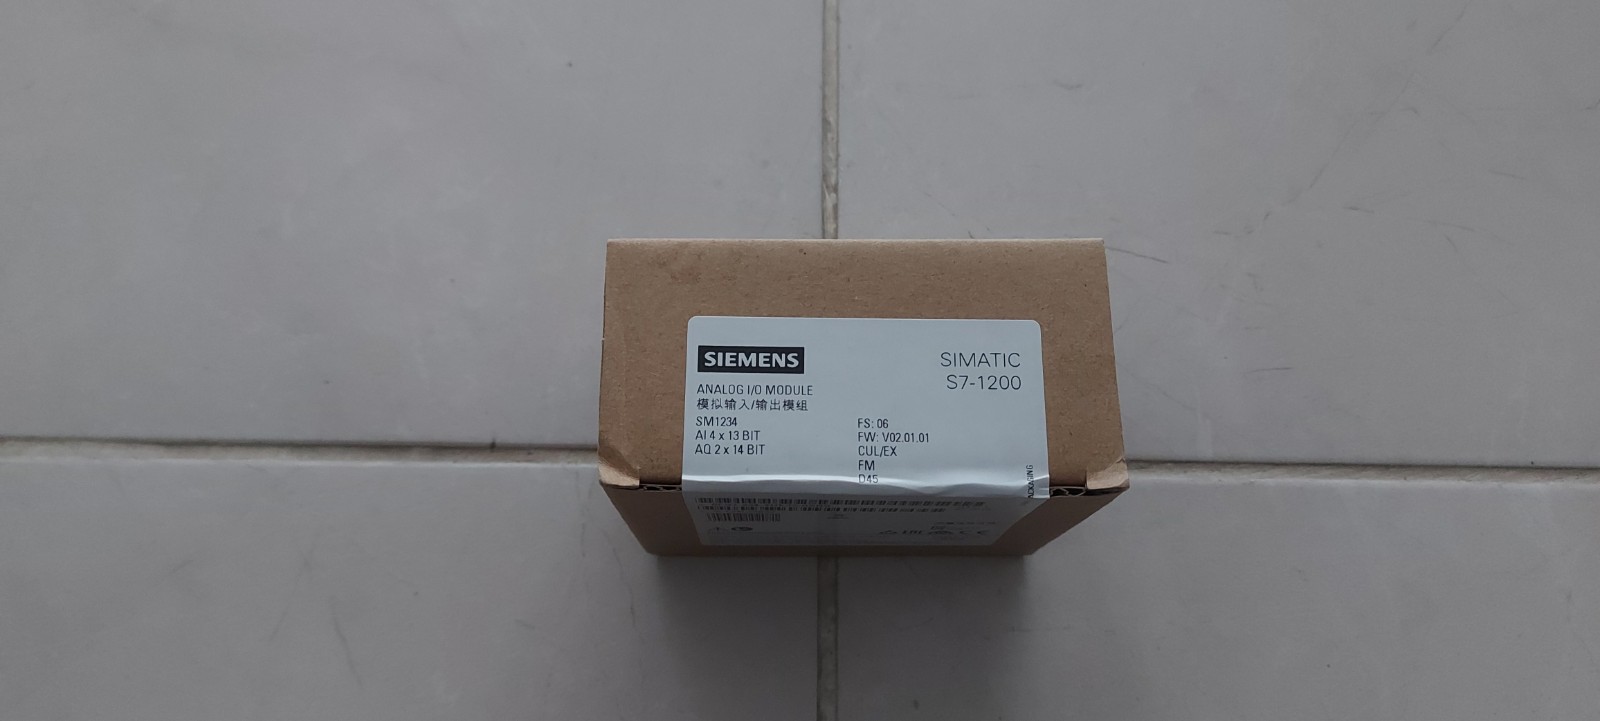 SIEMENS
SIMATIC
S7-1200
ANALOG I/O MODULE
模拟输入/输出模组
SM1234
AI 4 x 13 BIT
AQ 2 x 14 BIT
FS: 06
FW: V02.01.01
CUL/EX
FM
D45